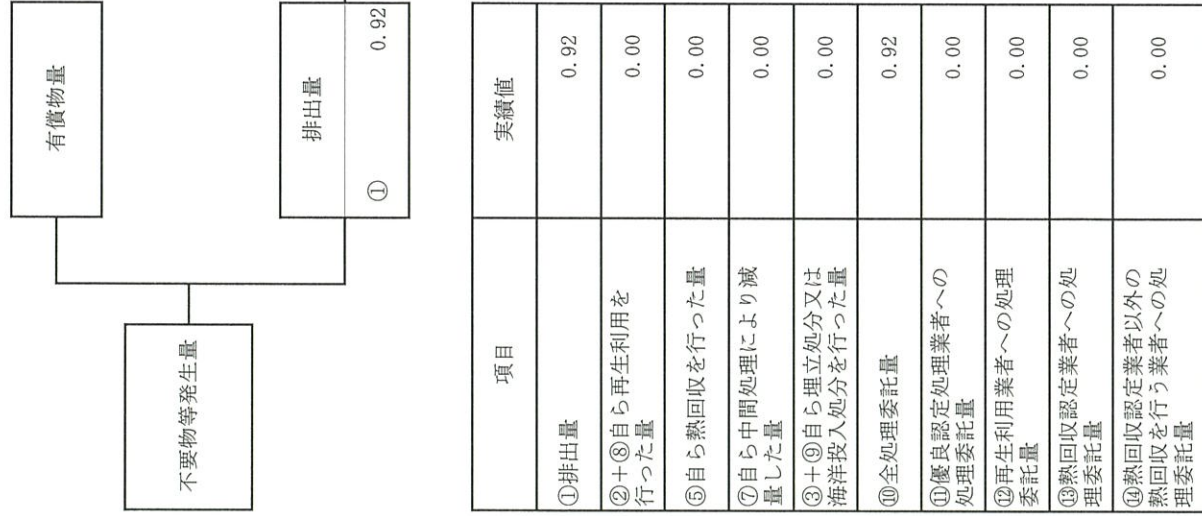 有償物量
不要物等発生量
排出量
① 0.92
項目 実績値
①排出量 0.92
②+⑧自ら再生利用を
行った量 0.00
⑤自ら熱回収を行った量 0.00
⑦自ら中間処理により減
量した量 0.00
③+⑨自ら埋立処分又は
海洋投入処分を行った量 0.00
⑩全処理委託量 0.92
⑪優良認定処理業者への
処理委託量 0.00
⑫再生利用業者への処理
委託量 0.00
⑬熱回収認定業者への処
理委託量 0.00
⑭熱回収認定業者以外の
熱回収を行う業者への処
理委託量 0.00